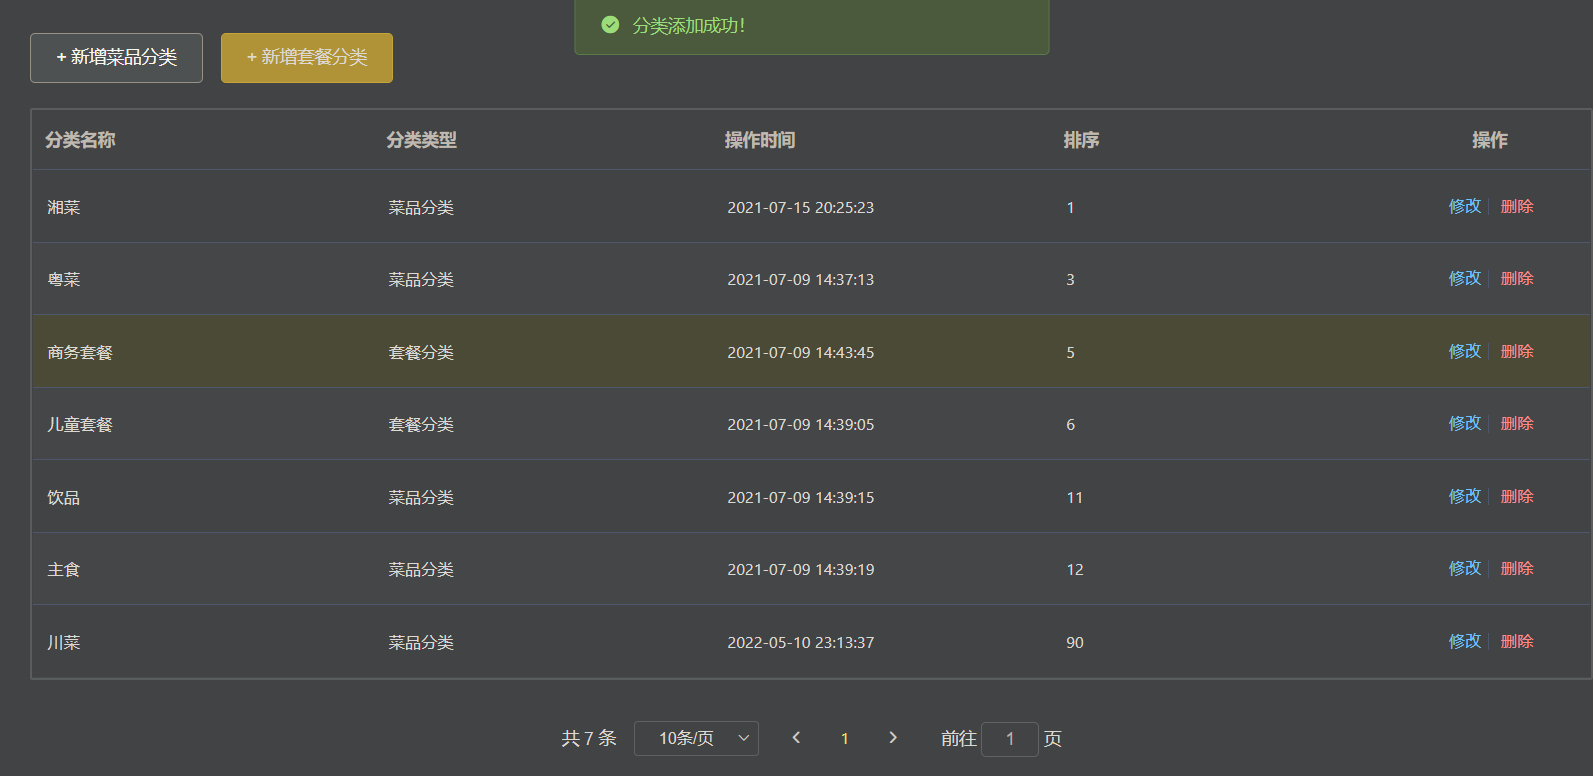 分类添加成功!
+ 新增菜品分类 + 新增套餐分类
分类名称 分类类型 操作时间 排序 操作
湘菜 菜品分类 2021-07-15 20:25:23 1 修改 删除
粤菜 菜品分类 2021-07-09 14:37:13 3 修改 删除
商务套餐 套餐分类 2021-07-09 14:43:45 5 修改 删除
儿童套餐 套餐分类 2021-07-09 14:39:05 6 修改 删除
饮品 菜品分类 2021-07-09 14:39:15 11 修改 删除
主食 菜品分类 2021-07-09 14:39:19 12 修改 删除
川菜 菜品分类 2022-05-10 23:13:37 90 修改 删除
共 7 条 10条/页 1 前往 1 页